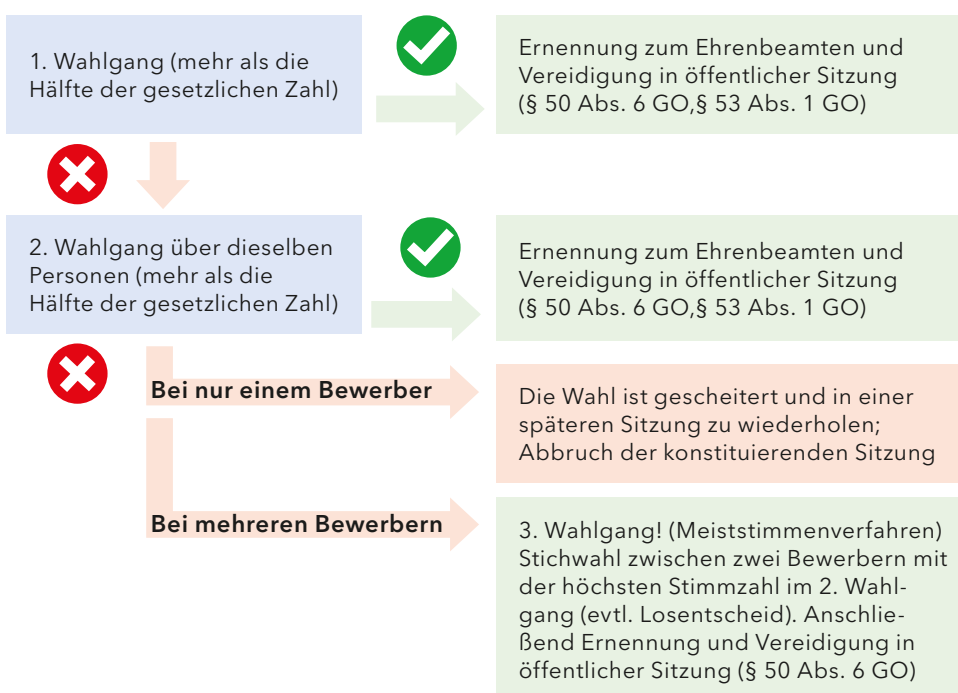 1. Wahlgang (mehr als die
Hälfte der gesetzlichen Zahl)
Ernennung zum Ehrenbeamten und
Vereidigung in öffentlicher Sitzung
(§ 50 Abs. 6 GO,§ 53 Abs. 1 GO)
2. Wahlgang über dieselben
Personen (mehr als die
Hälfte der gesetzlichen Zahl)
Ernennung zum Ehrenbeamten und
Vereidigung in öffentlicher Sitzung
(§ 50 Abs. 6 GO,§ 53 Abs. 1 GO)
Bei nur einem Bewerber
Die Wahl ist gescheitert und in einer
späteren Sitzung zu wiederholen;
Abbruch der konstituierenden Sitzung
Bei mehreren Bewerbern
3. Wahlgang! (Meiststimmenverfahren)
Stichwahl zwischen zwei Bewerbern mit
der höchsten Stimmzahl im 2. Wahl-
gang (evtl. Losentscheid). Anschlie-
ßend Ernennung und Vereidigung in
öffentlicher Sitzung (§ 50 Abs. 6 GO)